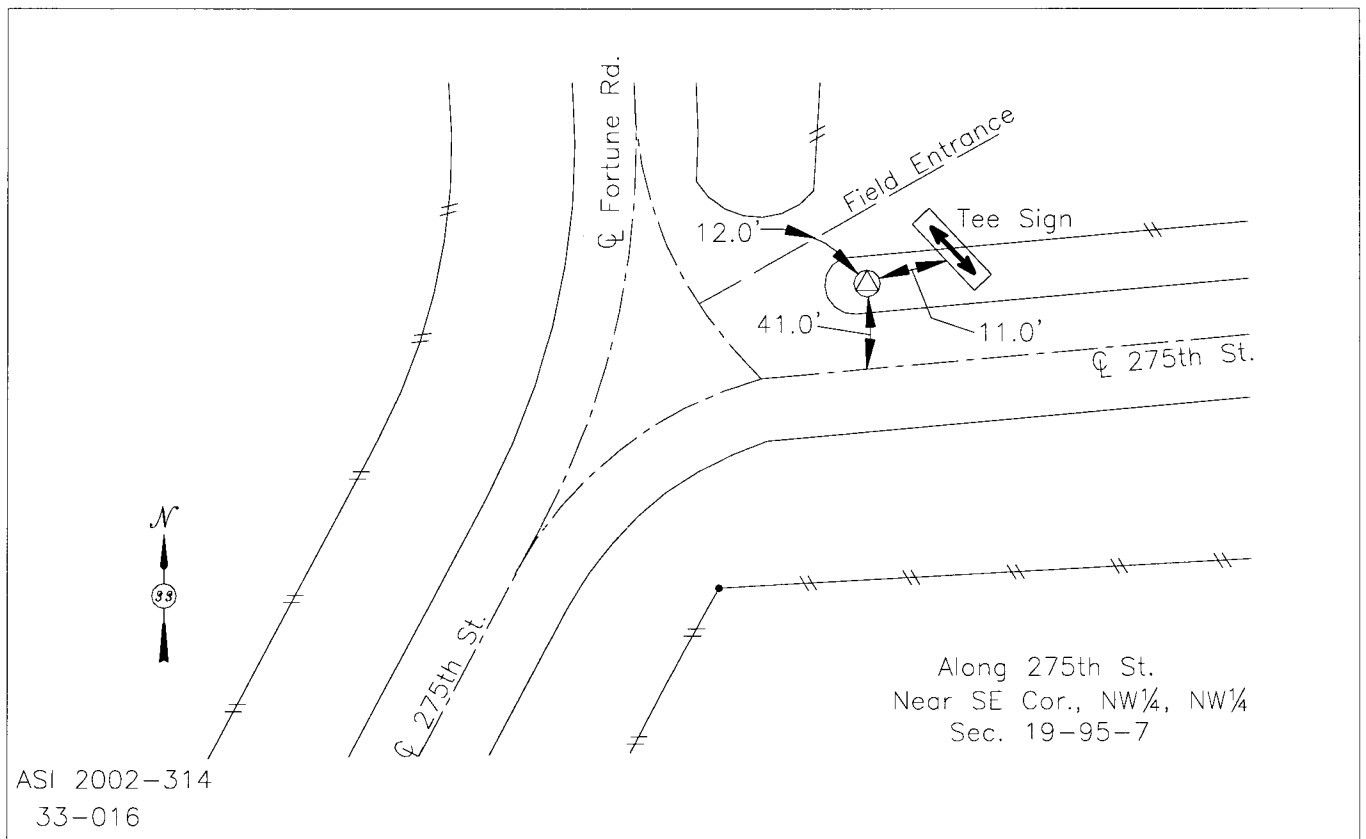 ℄ Fortune Rd.
Field Entrance
Tee Sign
12.0'
41.0'
11.0'
℄ 275th St.
N
33
℄ 275th St.
Along 275th St.
Near SE Cor., NW¼, NW¼
Sec. 19-95-7
ASI 2002-314
33-016